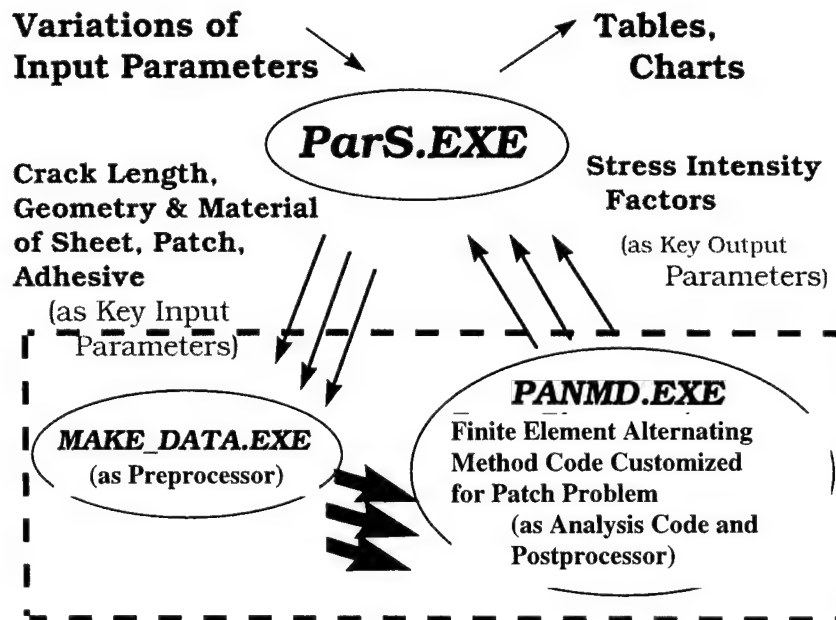 Variations of
Input Parameters
Tables,
Charts
ParS.EXE
Crack Length,
Geometry & Material
of Sheet, Patch,
Adhesive
(as Key Input
Parameters)
Stress Intensity
Factors
(as Key Output
Parameters)
MAKE_DATA.EXE
(as Preprocessor)
PANMD.EXE
Finite Element Alternating
Method Code Customized
for Patch Problem
(as Analysis Code and
Postprocessor)